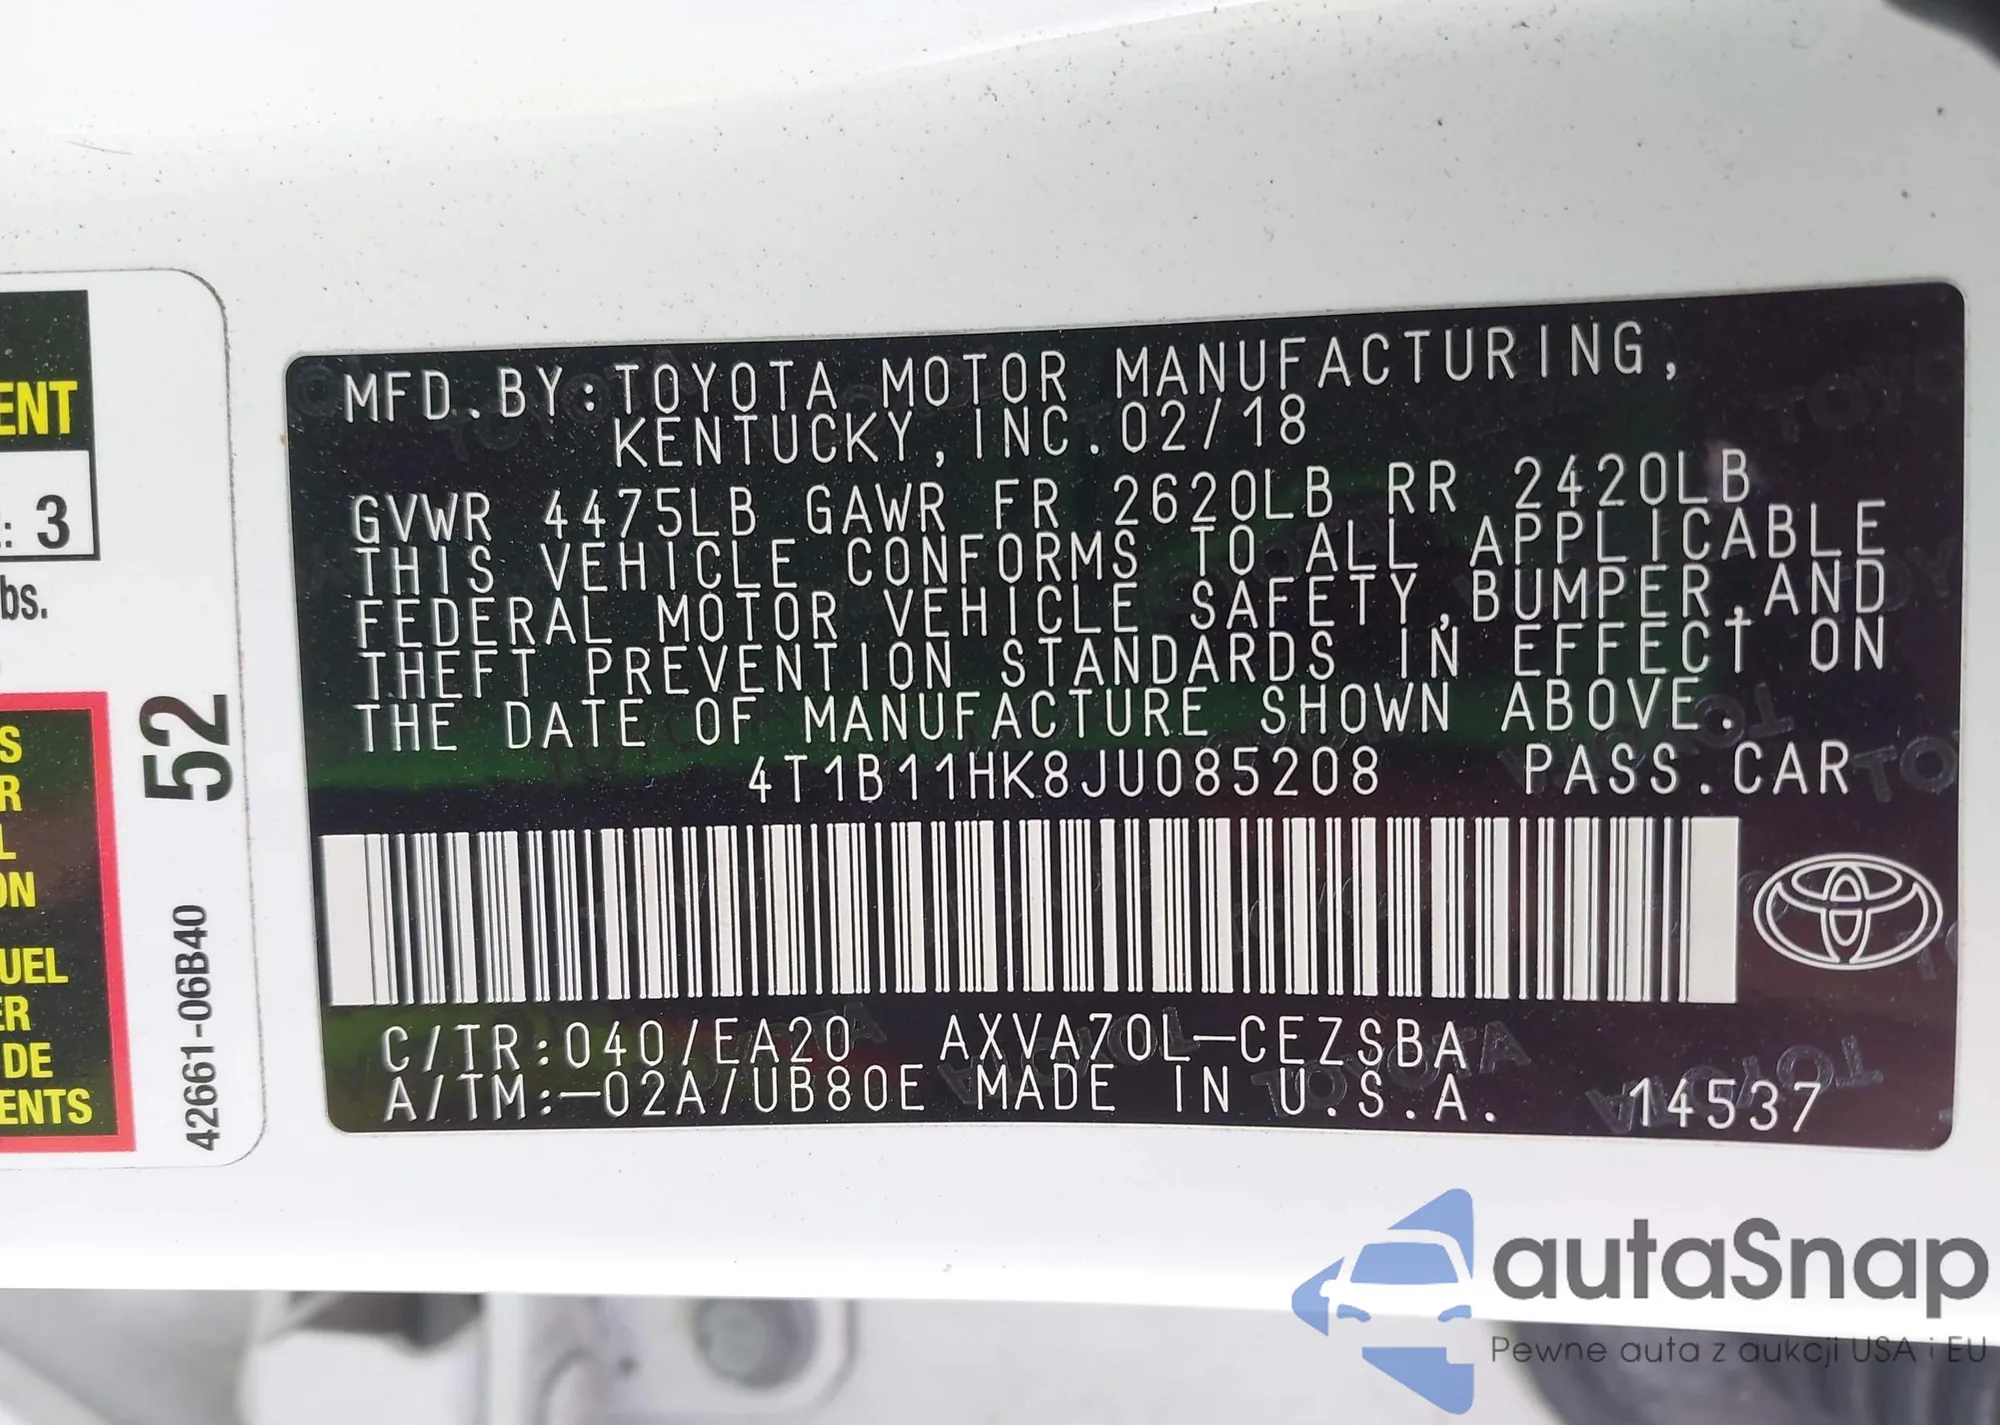 MFD.BY:TOYOTA MOTOR MANUFACTURING,
KENTUCKY,INC.02/18
GVWR 4475LB GAWR FR 2620LB RR 2420LB
THIS VEHICLE CONFORMS TO ALL APPLICABLE
FEDERAL MOTOR VEHICLE SAFETY,BUMPER,AND
THEFT PREVENTION STANDARDS IN EFFECT ON
THE DATE OF MANUFACTURE SHOWN ABOVE.
4T1B11HK8JU085208 PASS.CAR
C/TR:040/EA20 AXVA70L-CEZSBA
A/TM:-02A/UB80E MADE IN U.S.A. 14537
ENT
: 3
bs.
S
R
L
ON
UEL
ER
DE
ENTS
52
42661-06B40
autaSnap
Pewne auta z aukcji USA i EU